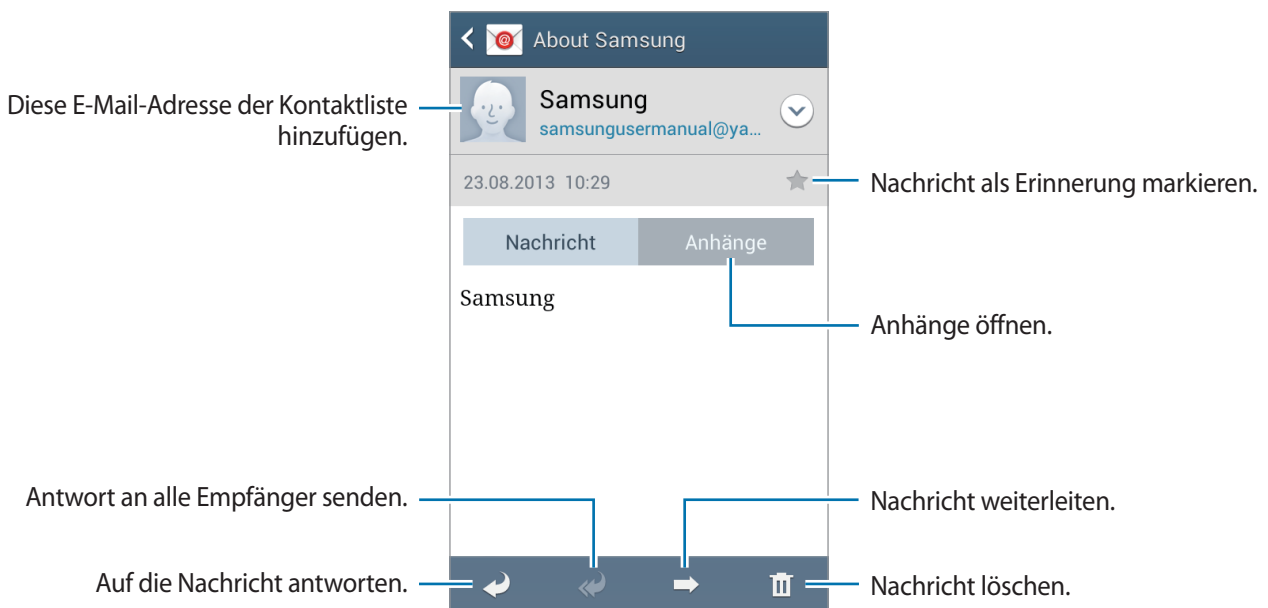 About Samsung
Diese E-Mail-Adresse der Kontaktliste
hinzufügen.
Samsung
samsungusermanual@ya...
23.08.2013 10:29
Nachricht als Erinnerung markieren.
Nachricht
Anhänge
Samsung
Anhänge öffnen.
Antwort an alle Empfänger senden.
Nachricht weiterleiten.
Auf die Nachricht antworten.
Nachricht löschen.